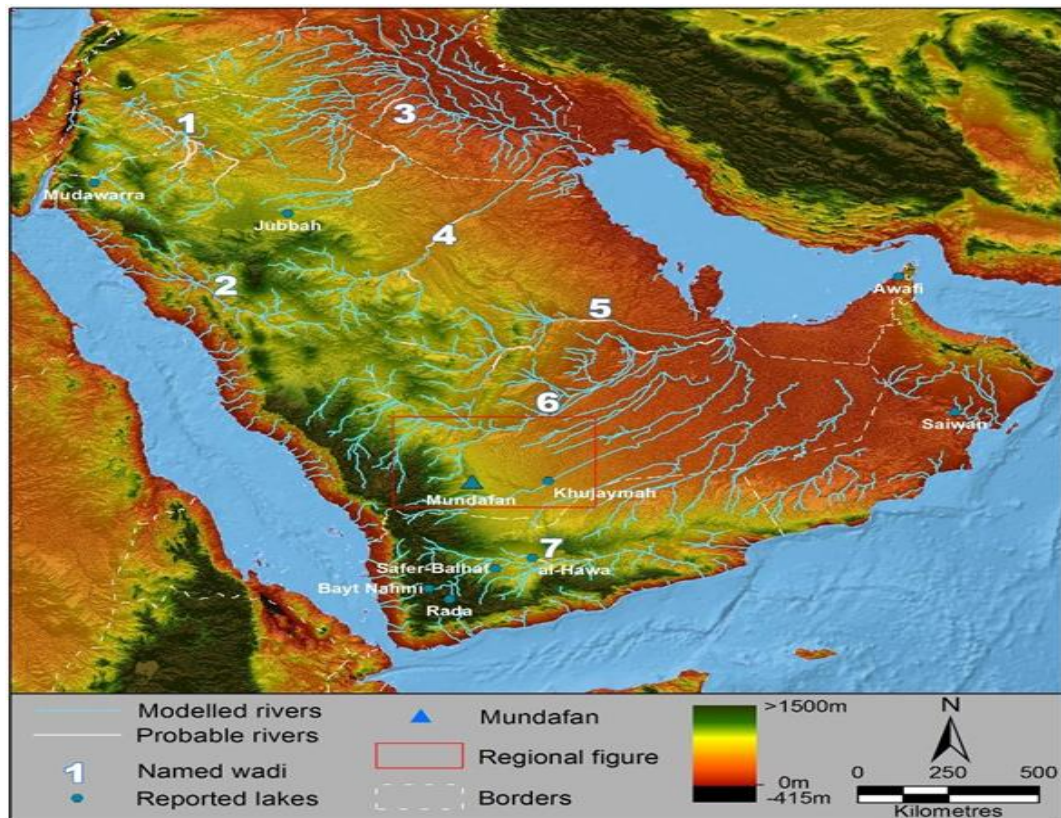 1
3
Mudawarra
Jubbah
2
4
Awafi
5
6
Saiwan
Mundafan
Khujaymah
7
Safer-Balhaf
al-Hawa
Bayt Nahmi
Rada
Modelled rivers
Probable rivers
1 Named wadi
Reported lakes
Mundafan
Regional figure
Borders
>1500m
0m
-415m
N
0 250 500
Kilometres